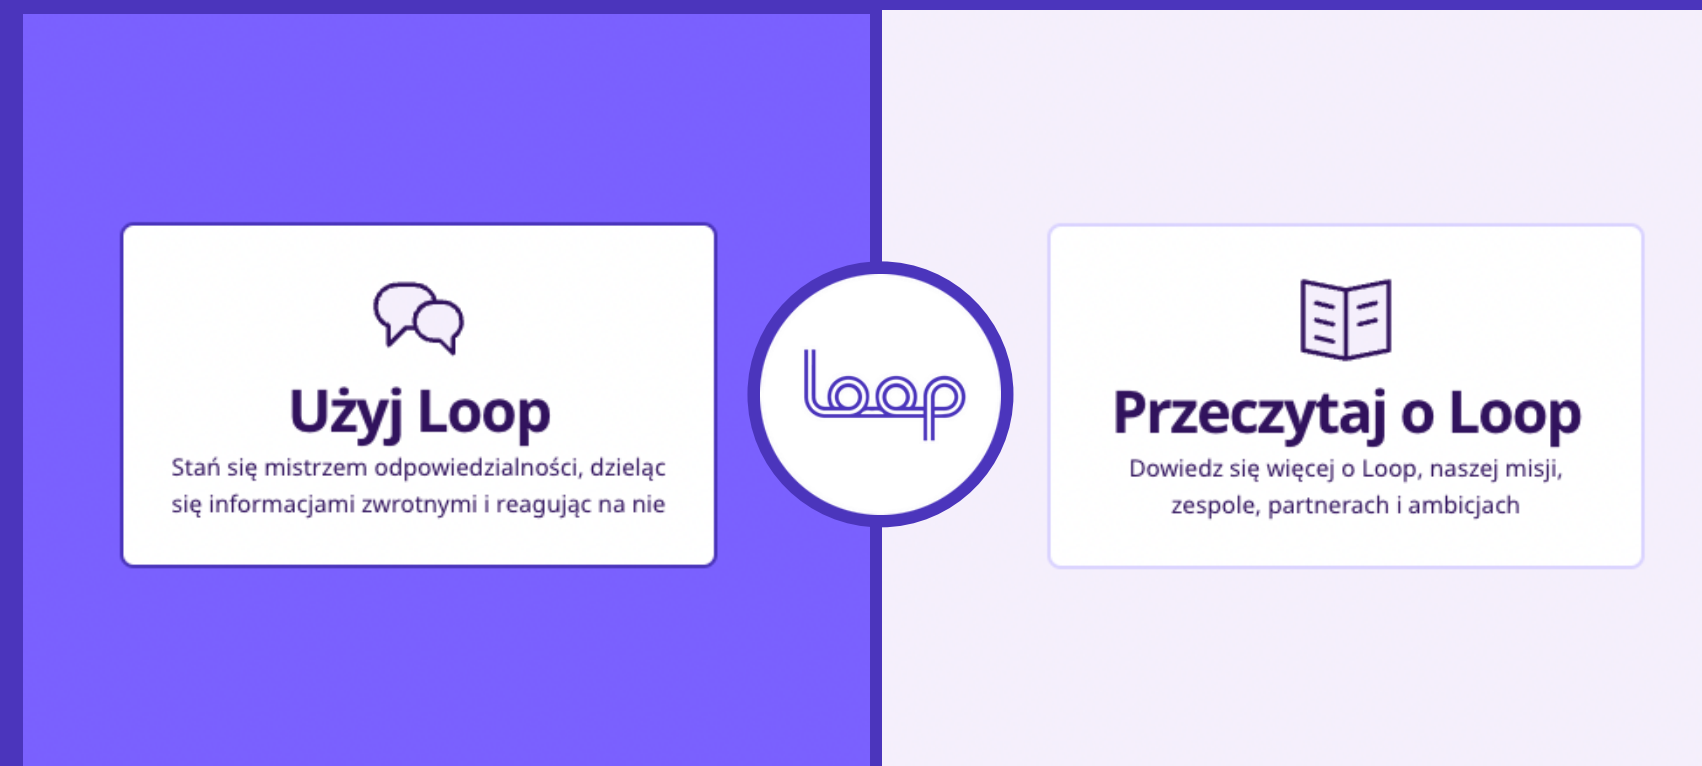 Użyj Loop
Stań się mistrzem odpowiedzialności, dzieląc
się informacjami zwrotnymi i reagując na nie
loop
Przeczytaj o Loop
Dowiedz się więcej o Loop, naszej misji,
zespole, partnerach i ambicjach